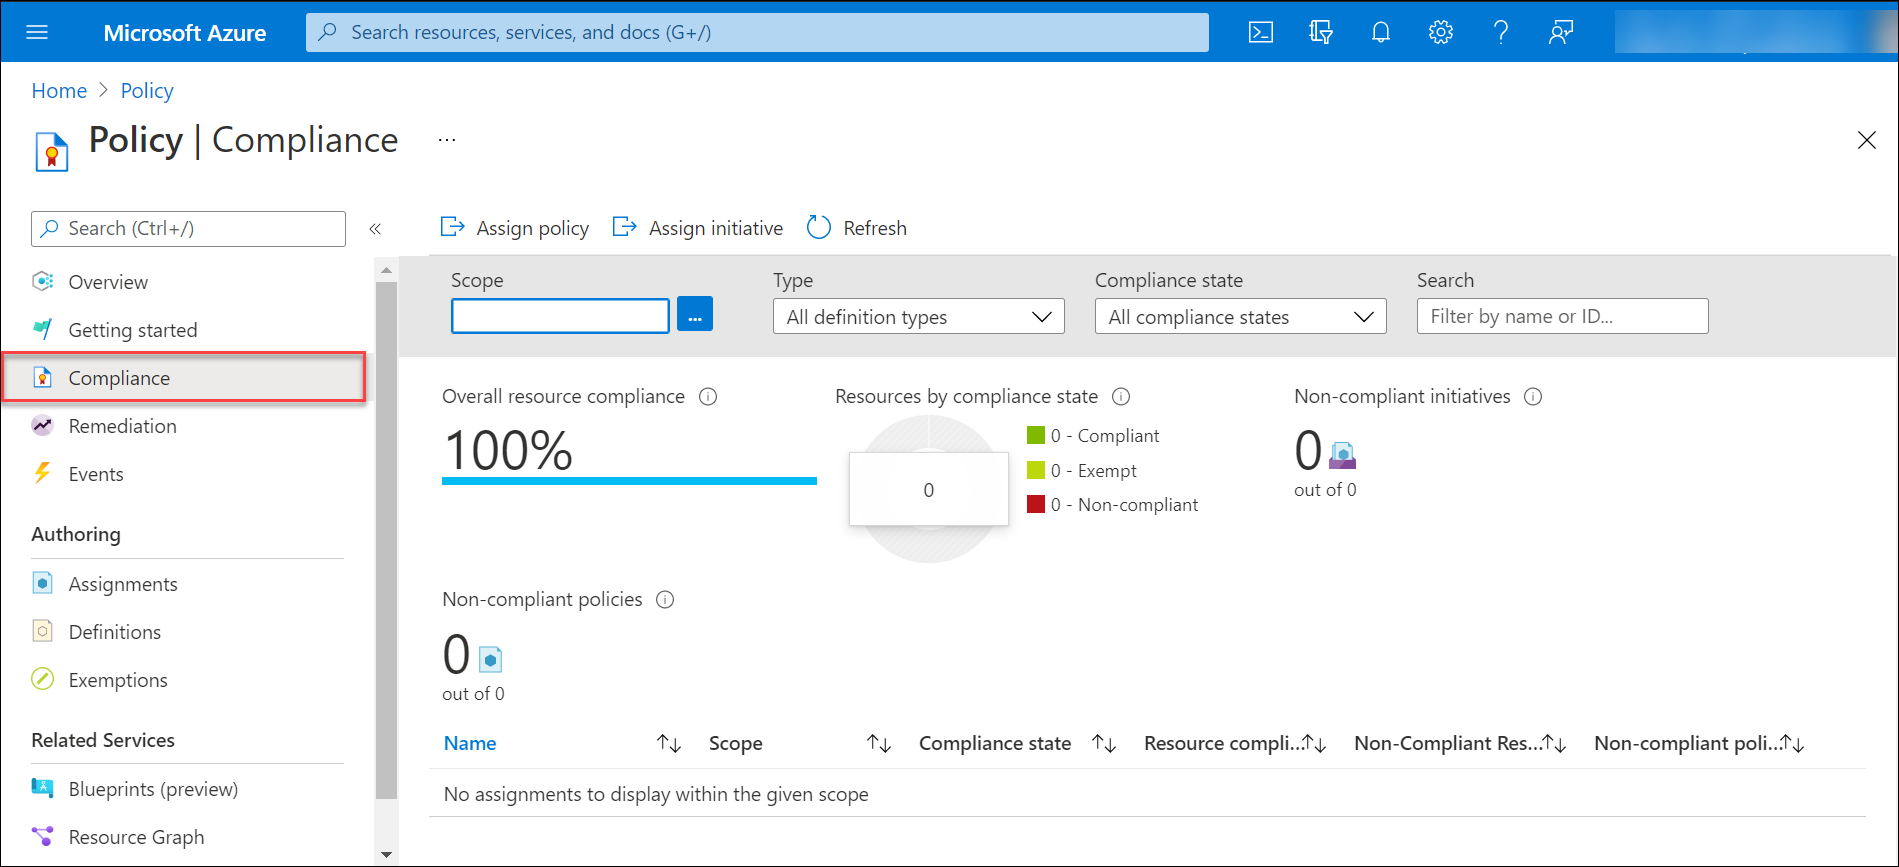 Microsoft Azure
Search resources, services, and docs (G+/)
Home > Policy
Policy | Compliance ...
Search (Ctrl+/)
«
Overview
Getting started
Compliance
Remediation
Events
Authoring
Assignments
Definitions
Exemptions
Related Services
Blueprints (preview)
Resource Graph
Assign policy Assign initiative Refresh
Scope Type Compliance state Search
... All definition types All compliance states Filter by name or ID...
Overall resource compliance
100%
Resources by compliance state
0
0 - Compliant
0 - Exempt
0 - Non-compliant
Non-compliant initiatives
0
out of 0
Non-compliant policies
0
out of 0
Name Scope Compliance state Resource compli... Non-Compliant Res... Non-compliant poli...
No assignments to display within the given scope